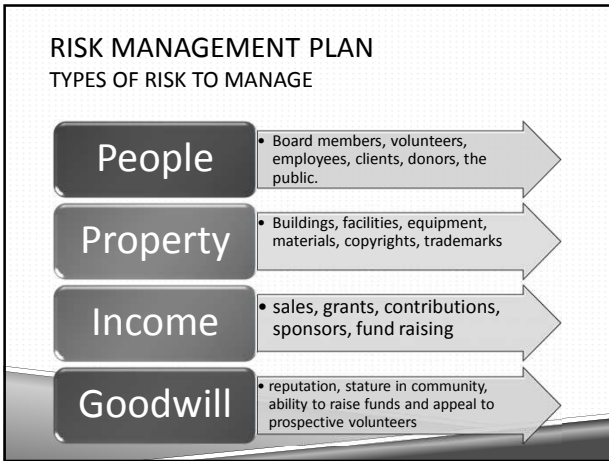 RISK MANAGEMENT PLAN
TYPES OF RISK TO MANAGE
People
• Board members, volunteers,
employees, clients, donors, the
public.
Property
• Buildings, facilities, equipment,
materials, copyrights, trademarks
Income
• sales, grants, contributions,
sponsors, fund raising
Goodwill
• reputation, stature in community,
ability to raise funds and appeal to
prospective volunteers